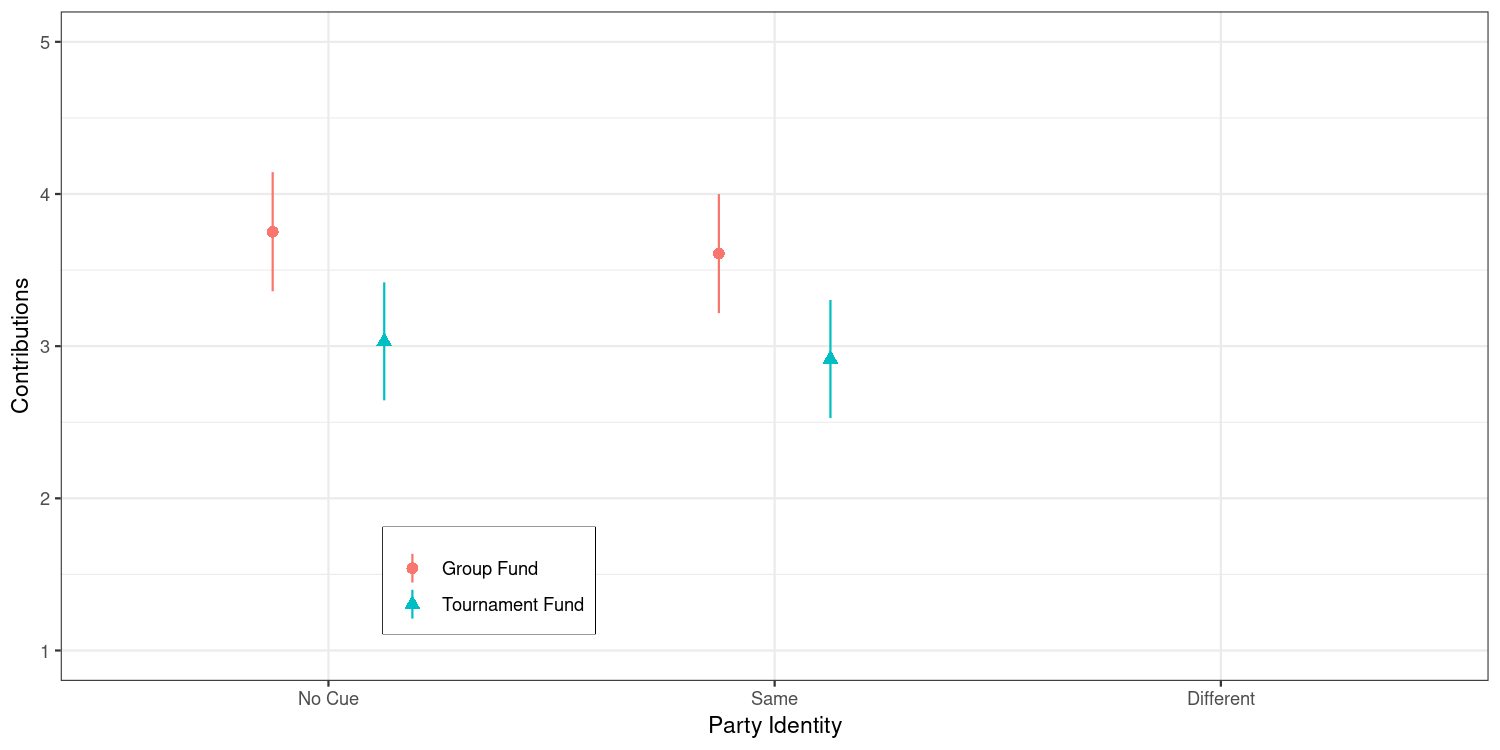 Contributions
5
4
3
2
1
Group Fund
Tournament Fund
No Cue
Same
Different
Party Identity